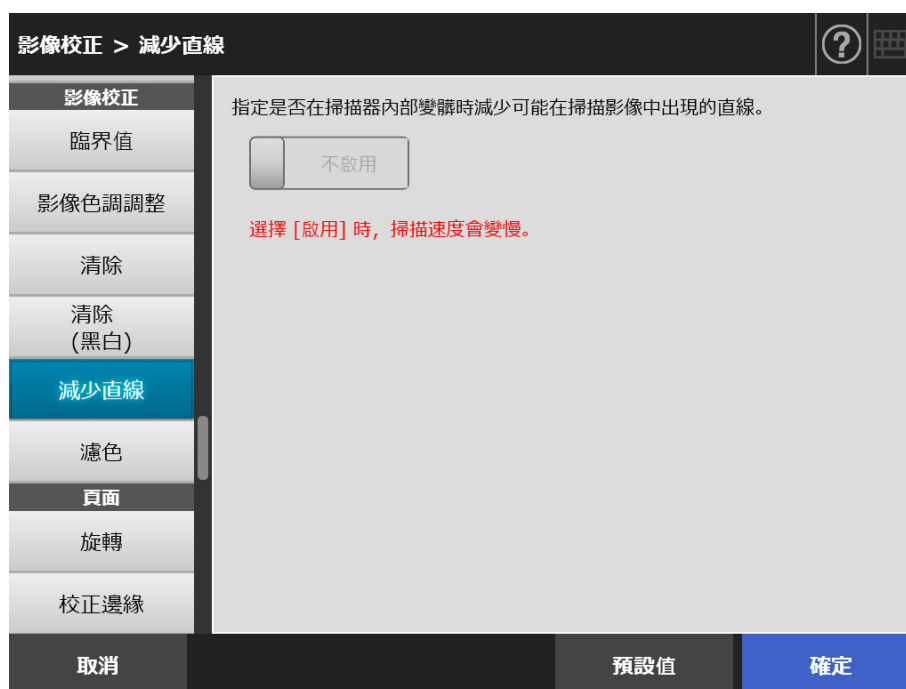 影像校正 > 減少直線
?
影像校正
臨界值
影像色調調整
清除
清除
(黑白)
減少直線
濾色
頁面
旋轉
校正邊緣
指定是否在掃描器內部變髒時減少可能在掃描影像中出現的直線。
不啟用
選擇 [啟用] 時，掃描速度會變慢。
取消
預設值
確定